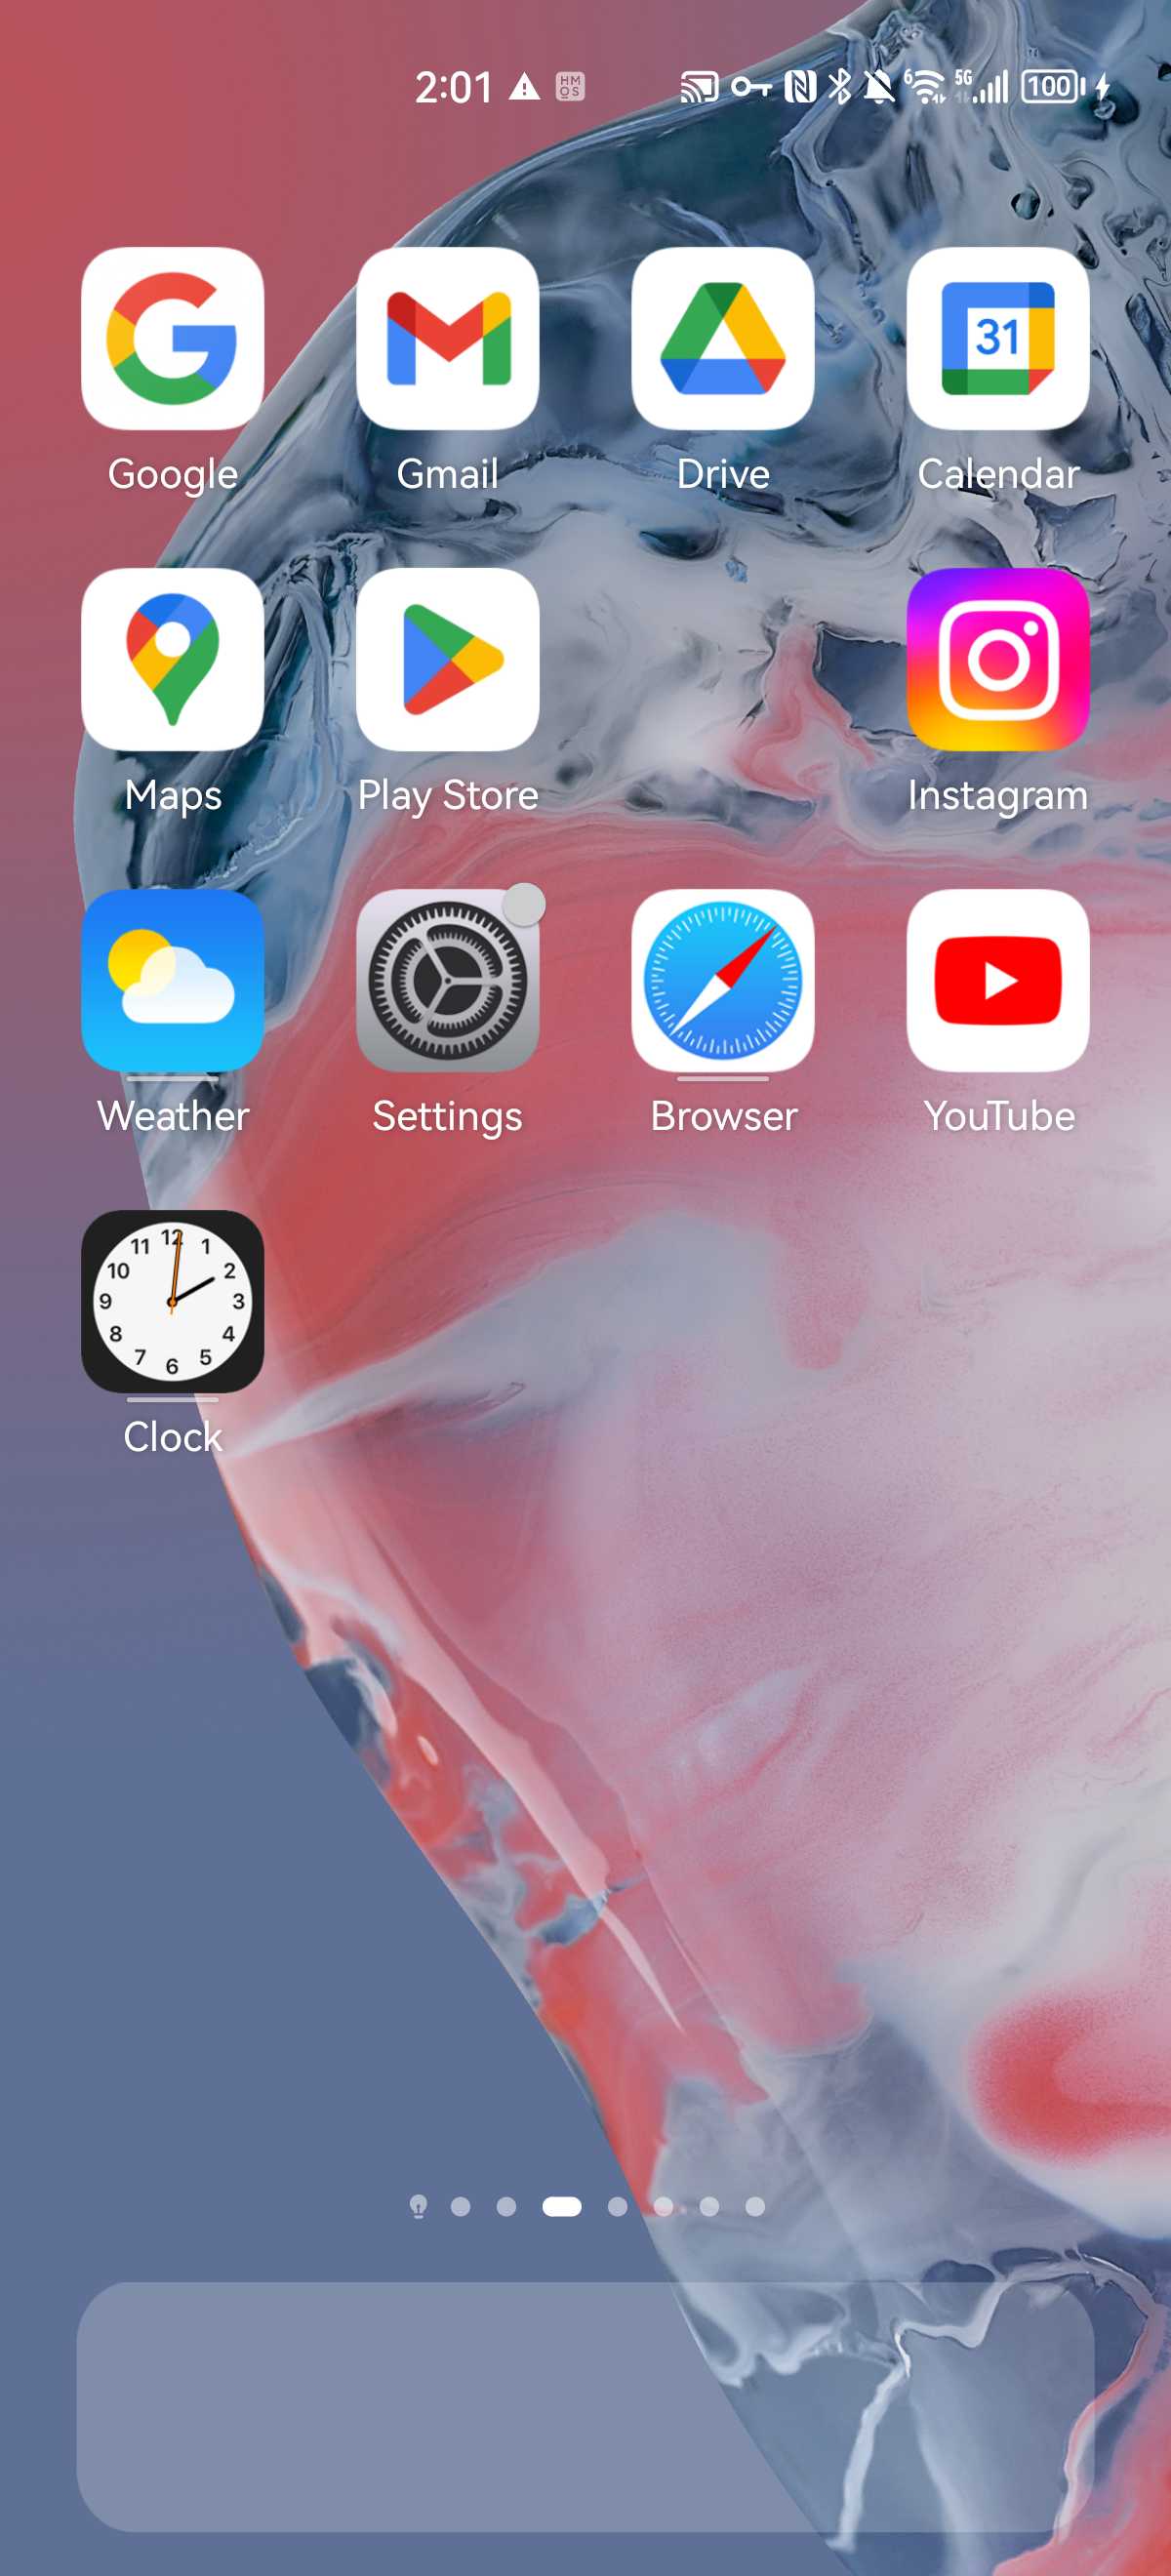 2:01 HM OS 6 5G 100
Google Gmail Drive 31 Calendar
Maps Play Store Instagram
Weather Settings Browser YouTube
12 1 2 3 4 5 6 7 8 9 10 11
Clock